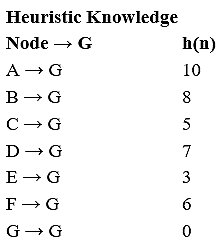 Heuristic Knowledge
Node → G h(n)
A → G 10
B → G 8
C → G 5
D → G 7
E → G 3
F → G 6
G → G 0